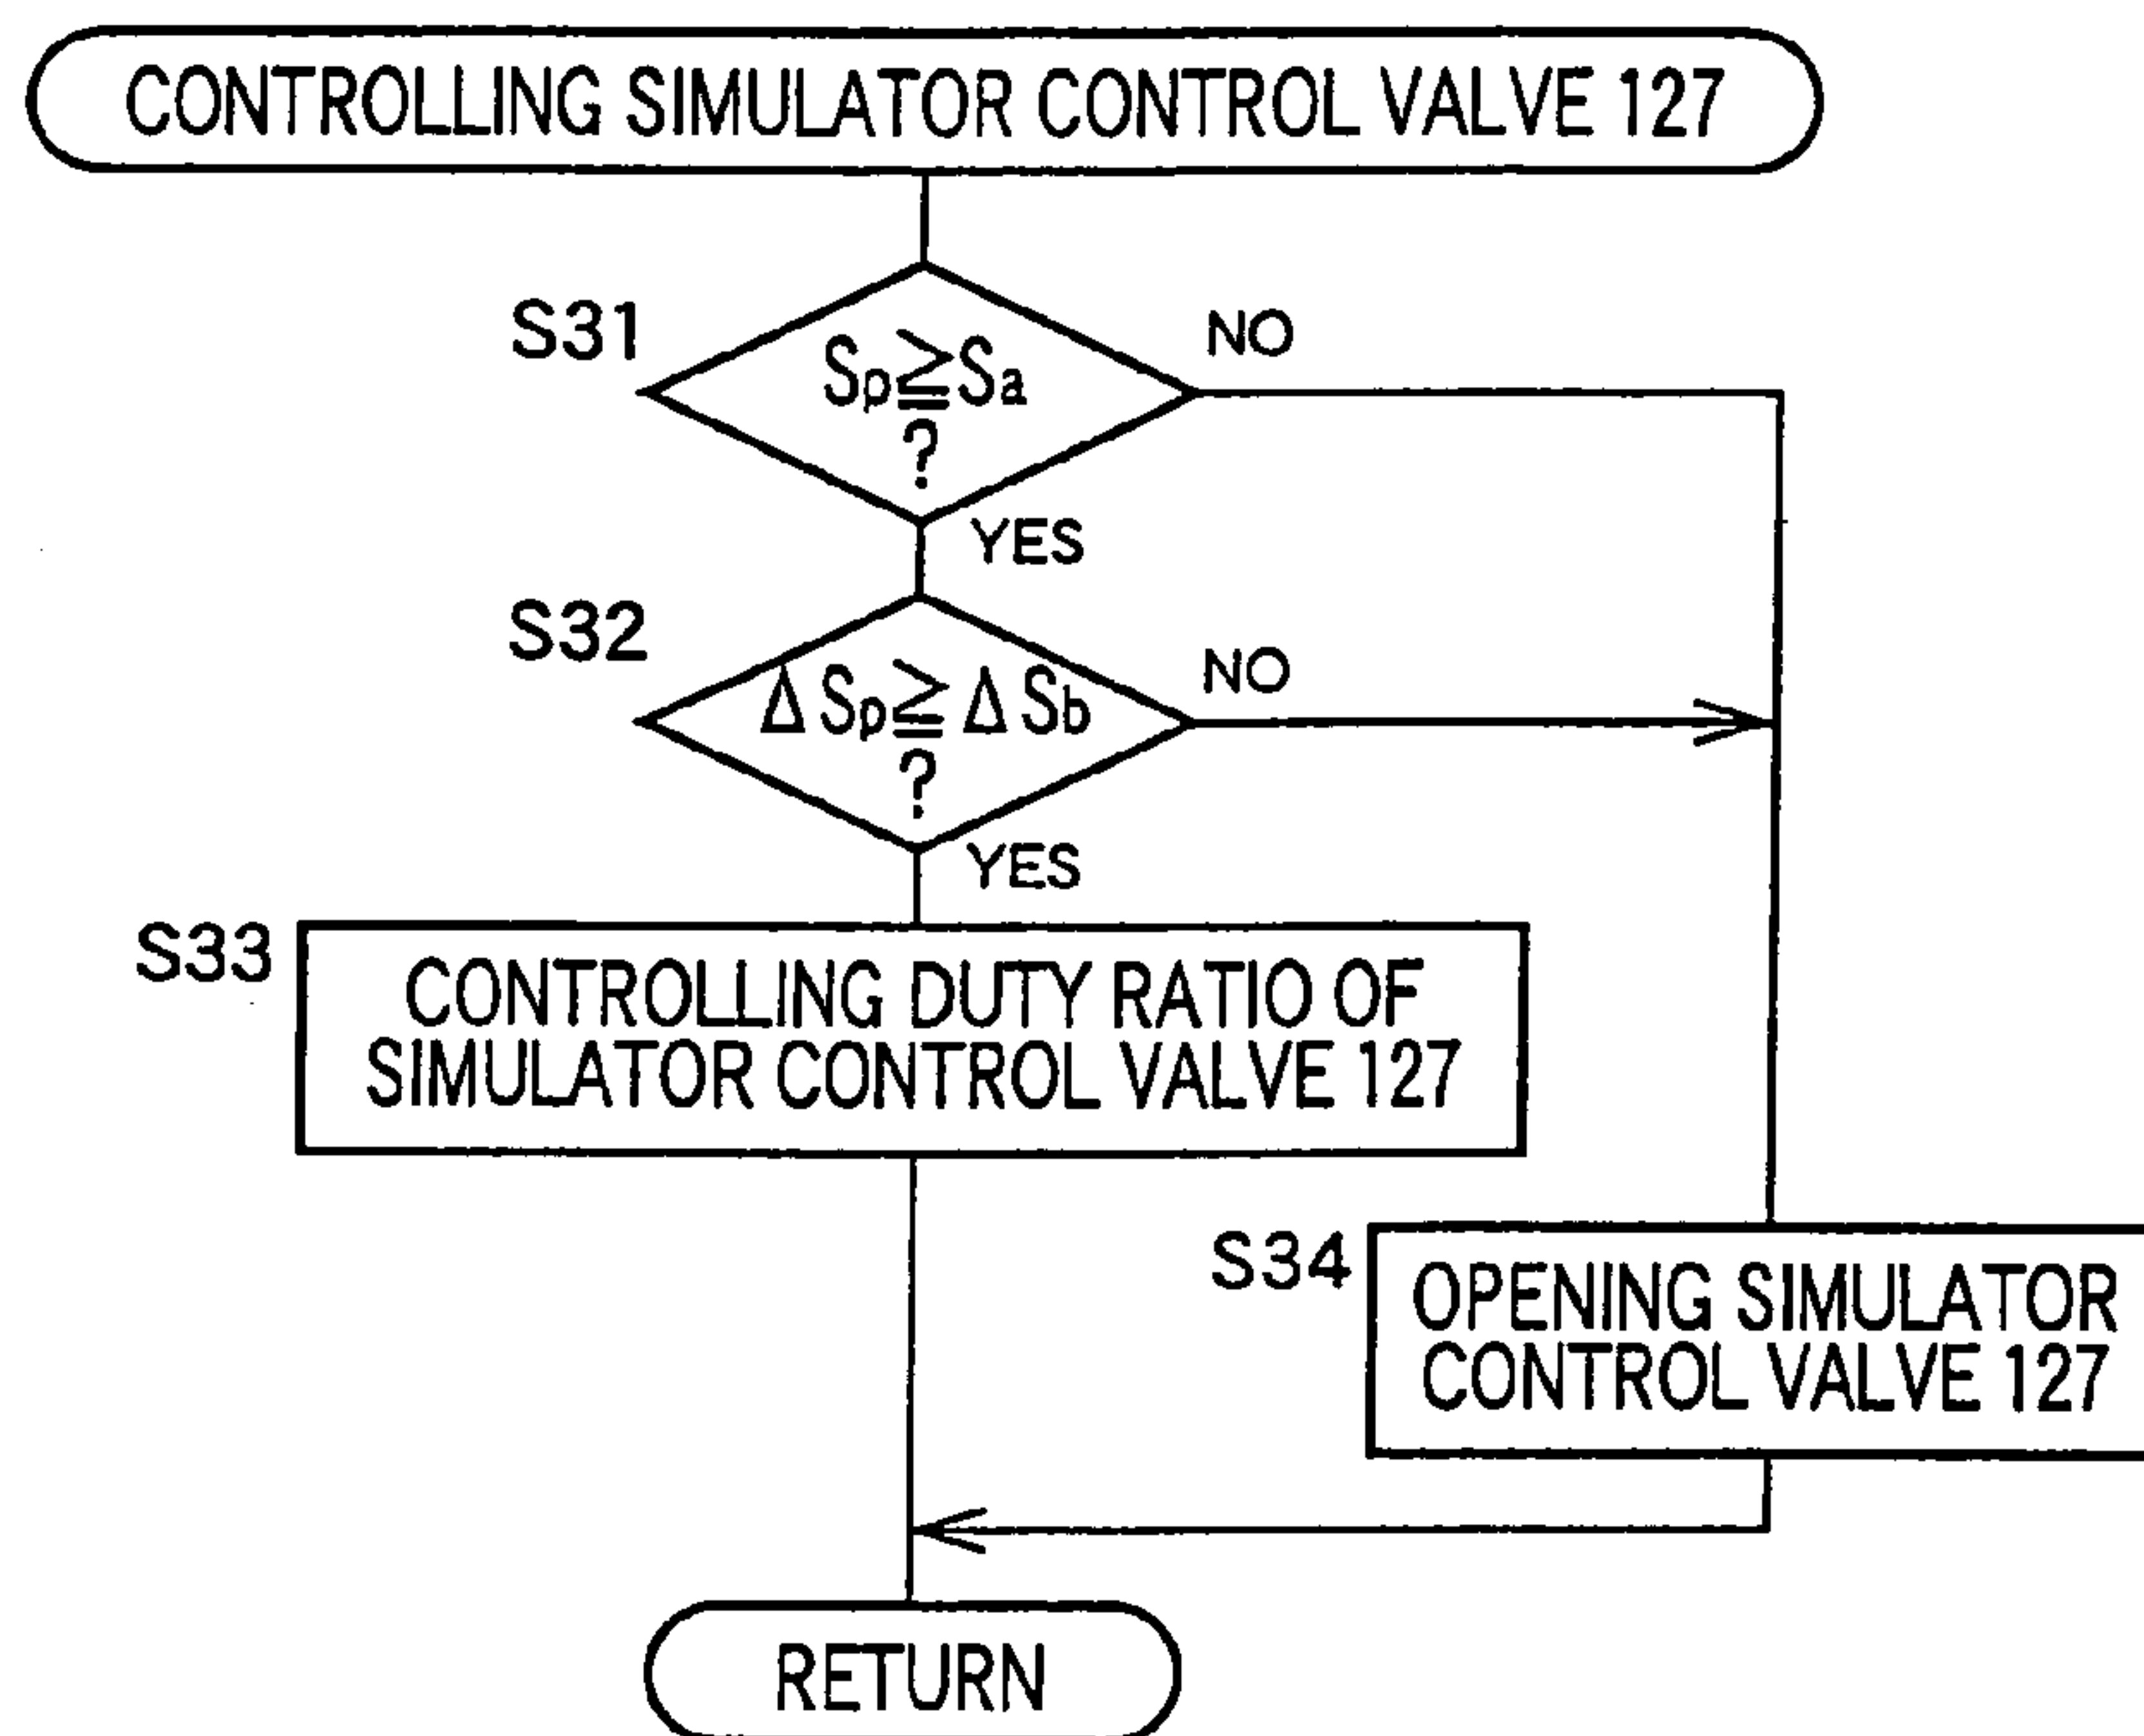 CONTROLLING SIMULATOR CONTROL VALVE 127
S31
Sp≧Sa
?
NO
YES
S32
ΔSp≧ΔSb
?
NO
YES
S33
CONTROLLING DUTY RATIO OF
SIMULATOR CONTROL VALVE 127
S34
OPENING SIMULATOR
CONTROL VALVE 127
RETURN